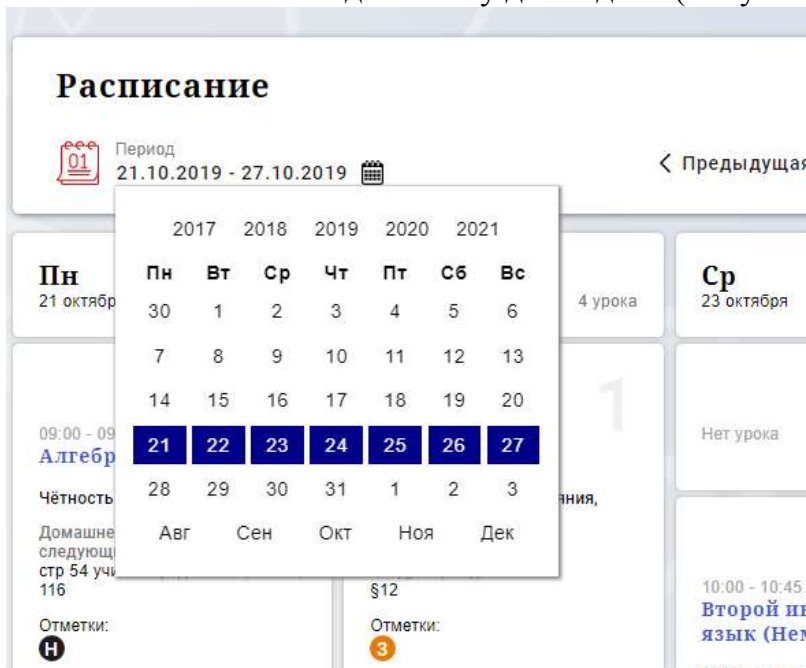 Расписание
01 Период
21.10.2019 - 27.10.2019
Предыдущая
2017 2018 2019 2020 2021
Пн Вт Ср Чт Пт Сб Вс
30 1 2 3 4 5 6
7 8 9 10 11 12 13
14 15 16 17 18 19 20
21 22 23 24 25 26 27
28 29 30 31 1 2 3
Авг Сен Окт Ноя Дек
Пн
21 октябр
09:00 - 09
Алгебр
Чётность
Домашне
следующ
стр 54 уч
116
Отметки:
Н
4 урока
1
яния,
§12
Отметки:
3
Ср
23 октября
Нет урока
10:00 - 10:45
Второй ин
язык (Нем